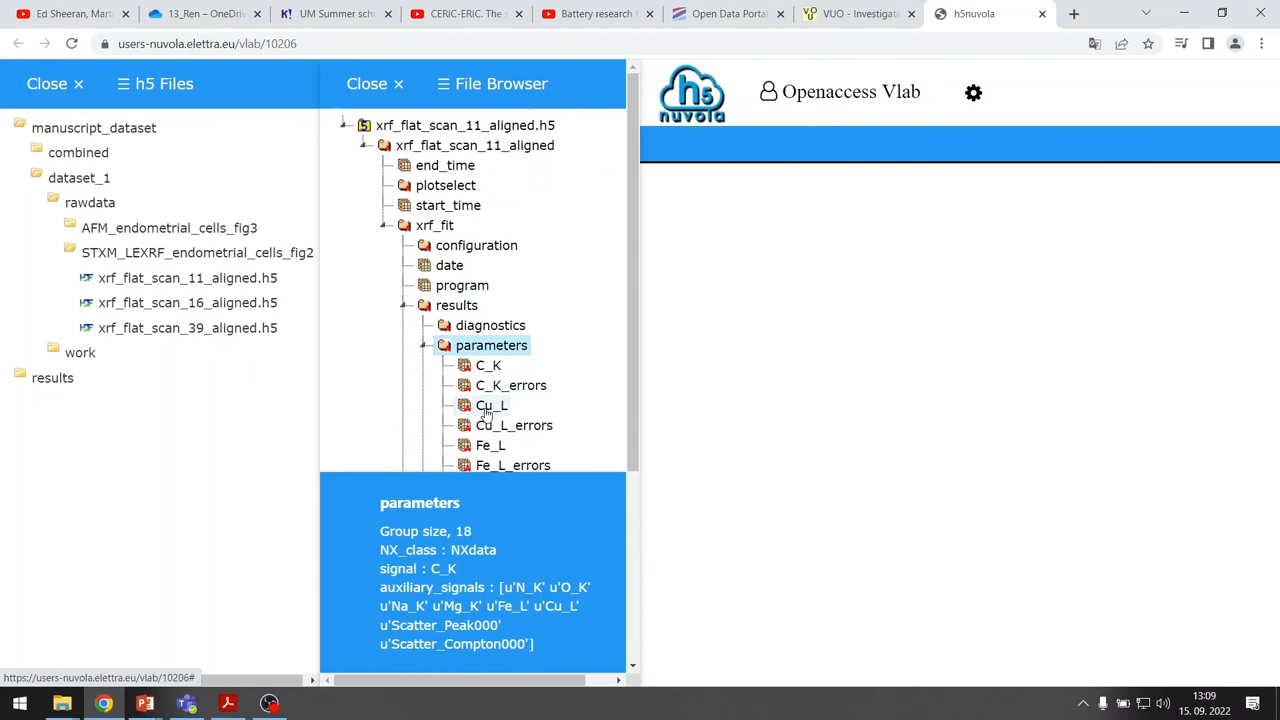 Ed Sheeran, Mart
13_Ren – OneDriv
UM Summer scho
CERIC-ERIC. The s
Battery research
Open Data Portal
VUO - Investigati
h5nuvola
users-nuvola.elettra.eu/vlab/10206
Close × ☰ h5 Files
manuscript_dataset
combined
dataset_1
rawdata
AFM_endometrial_cells_fig3
STXM_LEXRF_endometrial_cells_fig2
xrf_flat_scan_11_aligned.h5
xrf_flat_scan_16_aligned.h5
xrf_flat_scan_39_aligned.h5
work
results
Close × ☰ File Browser
xrf_flat_scan_11_aligned.h5
xrf_flat_scan_11_aligned
end_time
plotselect
start_time
xrf_fit
configuration
date
program
results
diagnostics
parameters
C_K
C_K_errors
Cu_L
Cu_L_errors
Fe_L
Fe_L_errors
parameters
Group size, 18
NX_class : NXdata
signal : C_K
auxiliary_signals : [u'N_K' u'O_K'
u'Na_K' u'Mg_K' u'Fe_L' u'Cu_L'
u'Scatter_Peak000'
u'Scatter_Compton000']
h5
nuvola
Openaccess Vlab
https://users-nuvola.elettra.eu/vlab/10206#
13:09
15. 09. 2022